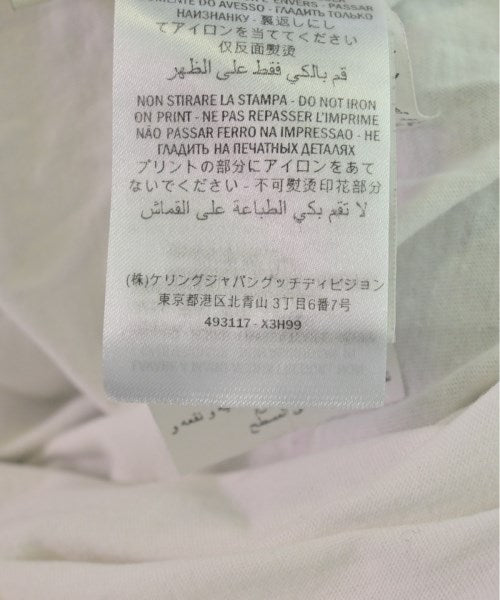 ENVERS - PASSAR
MENTE DO AVESSO - ГЛАДИТЬ ТОЛЬКО
НАИЗНАНКУ - 裏返しにし
てアイロンを当ててください
仅反面熨烫
قم بالكي فقط على الظهر
NON STIRARE LA STAMPA - DO NOT IRON
ON PRINT - NE PAS REPASSER L'IMPRIME
NÃO PASSAR FERRO NA IMPRESSAO - НЕ
ГЛАДИТЬ НА ПЕЧАТНЫХ ДЕТАЛЯХ
プリントの部分にアイロンをあて
ないでください - 不可熨烫印花部分
لا تقم بكي الطباعة على القماش
(株)ケリングジャパングッチディビジョン
東京都港区北青山 3丁目6番7号
493117 - X3H99